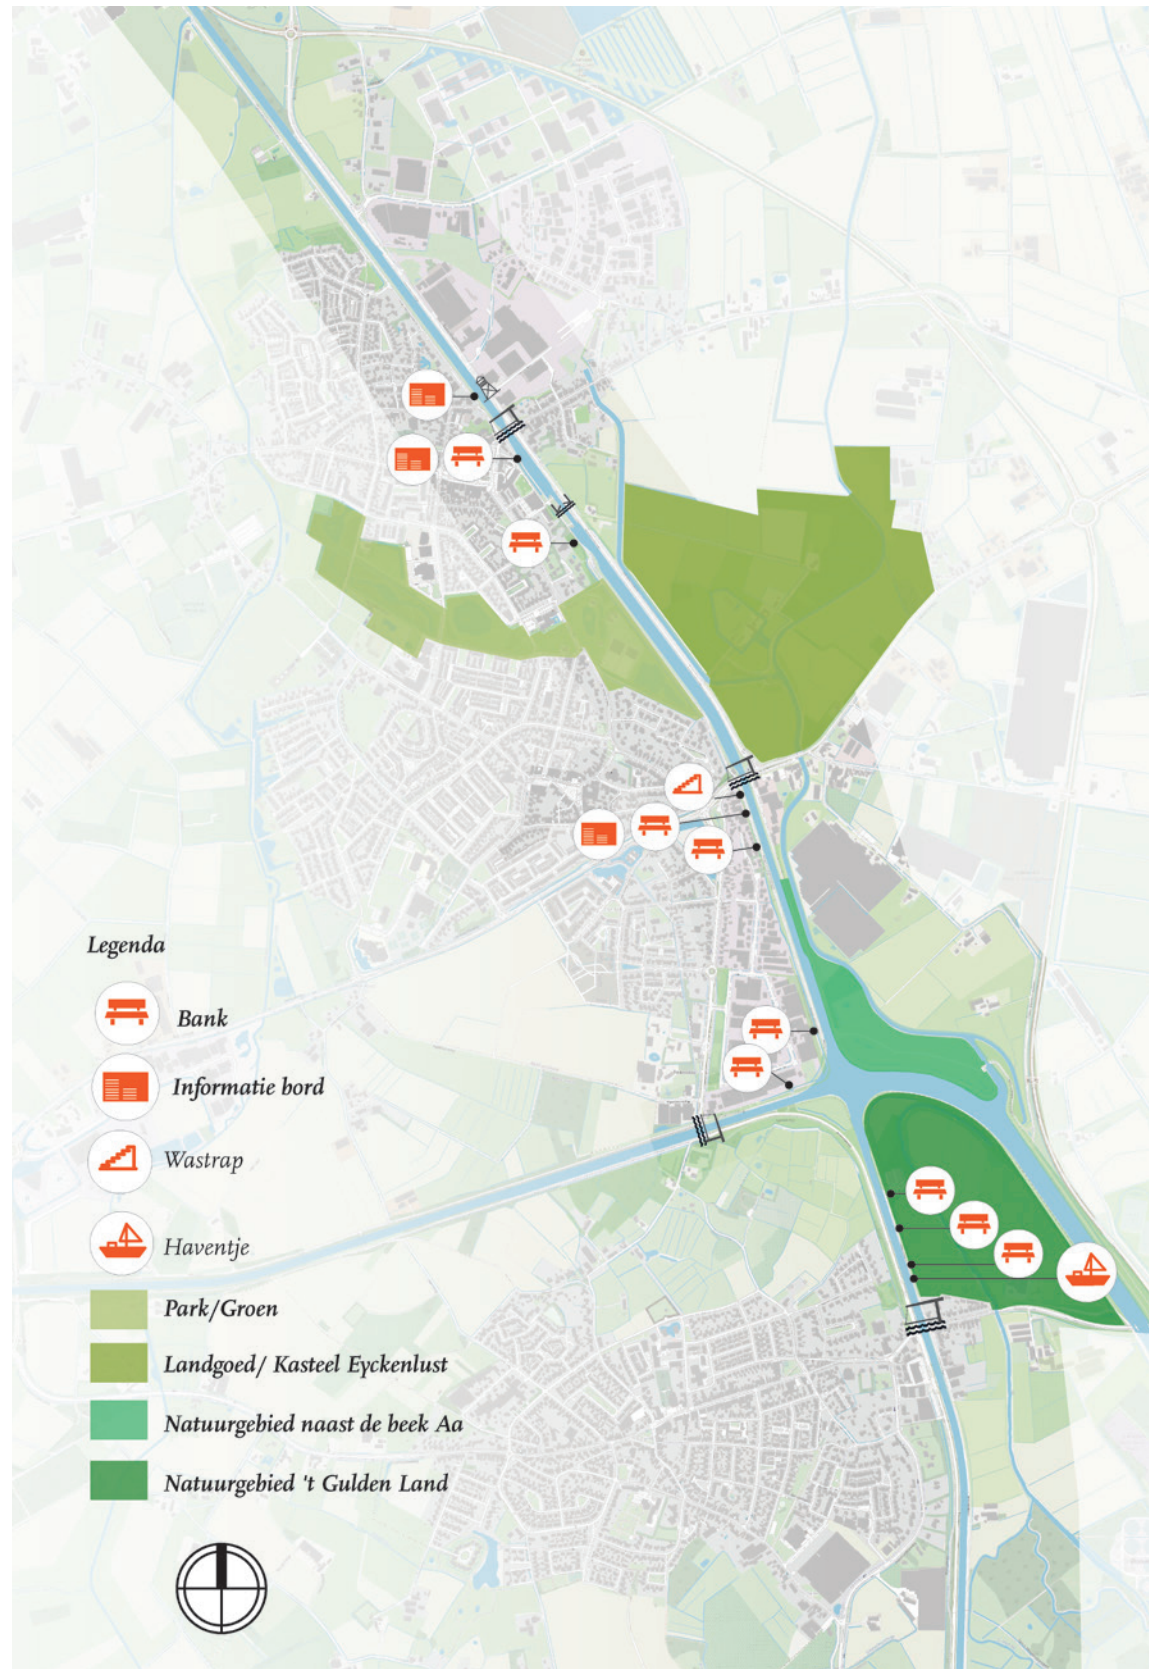 Legenda
Bank
Informatie bord
Wastrap
Haventje
Park/Groen
Landgoed/ Kasteel Eyckenlust
Natuurgebied naast de beek Aa
Natuurgebied 't Gulden Land